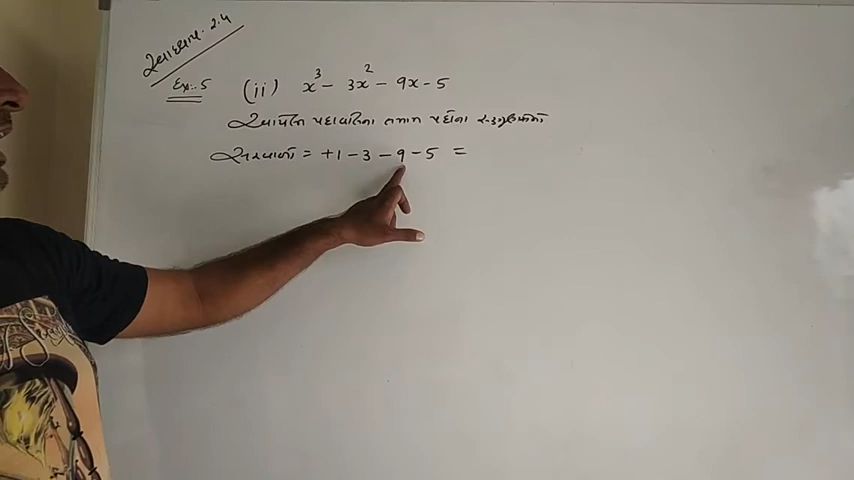 સ્વાધ્યાય 2.4
Ex:-5 (ii) x³ - 3x² - 9x - 5
આપેલ બહુપદીના તમામ પદોના સહગુણકોનો
સરવાળો = +1 - 3 - 9 - 5 =